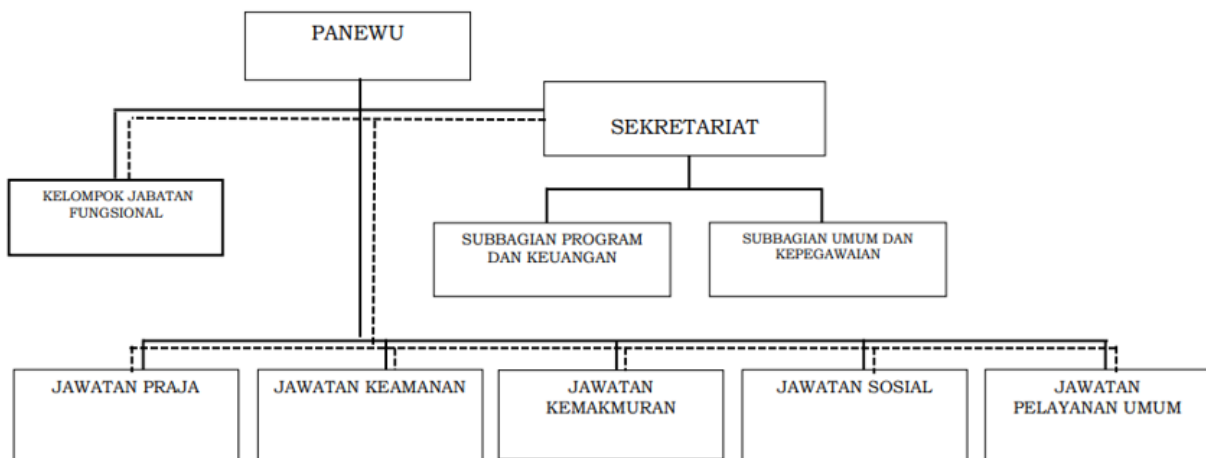 PANEWU
SEKRETARIAT
KELOMPOK JABATAN
FUNGSIONAL
SUBBAGIAN PROGRAM
DAN KEUANGAN
SUBBAGIAN UMUM DAN
KEPEGAWAIAN
JAWATAN PRAJA
JAWATAN KEAMANAN
JAWATAN
KEMAKMURAN
JAWATAN SOSIAL
JAWATAN
PELAYANAN UMUM